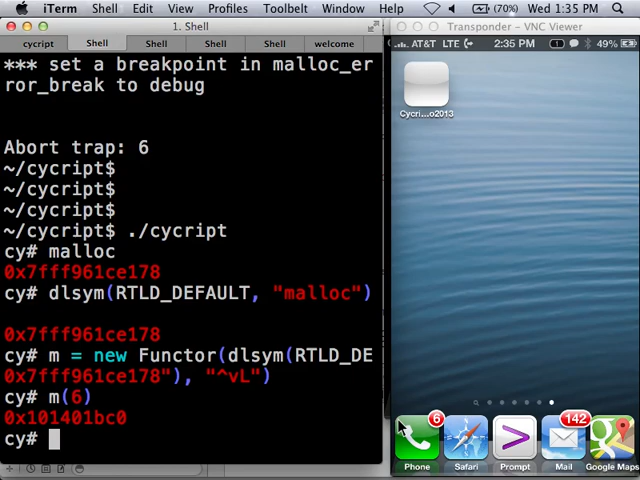 iTerm Shell Edit View Profiles Toolbelt Window Help (70%) Wed 1:35 PM
1. Shell
cycript Shell Shell Shell Shell welcome
*** set a breakpoint in malloc_er
ror_break to debug
Abort trap: 6
~/cycript$
~/cycript$
~/cycript$
~/cycript$ ./cycript
cy# malloc
0x7fff961ce178
cy# dlsym(RTLD_DEFAULT, "malloc")
0x7fff961ce178
cy# m = new Functor(dlsym(RTLD_DE
0x7fff961ce178"), "^vL")
cy# m(6)
0x101401bc0
cy#
Transponder - VNC Viewer
AT&T LTE 2:35 PM 1 49%
Cycri...o2013
6 142
Phone Safari Prompt Mail Google Maps